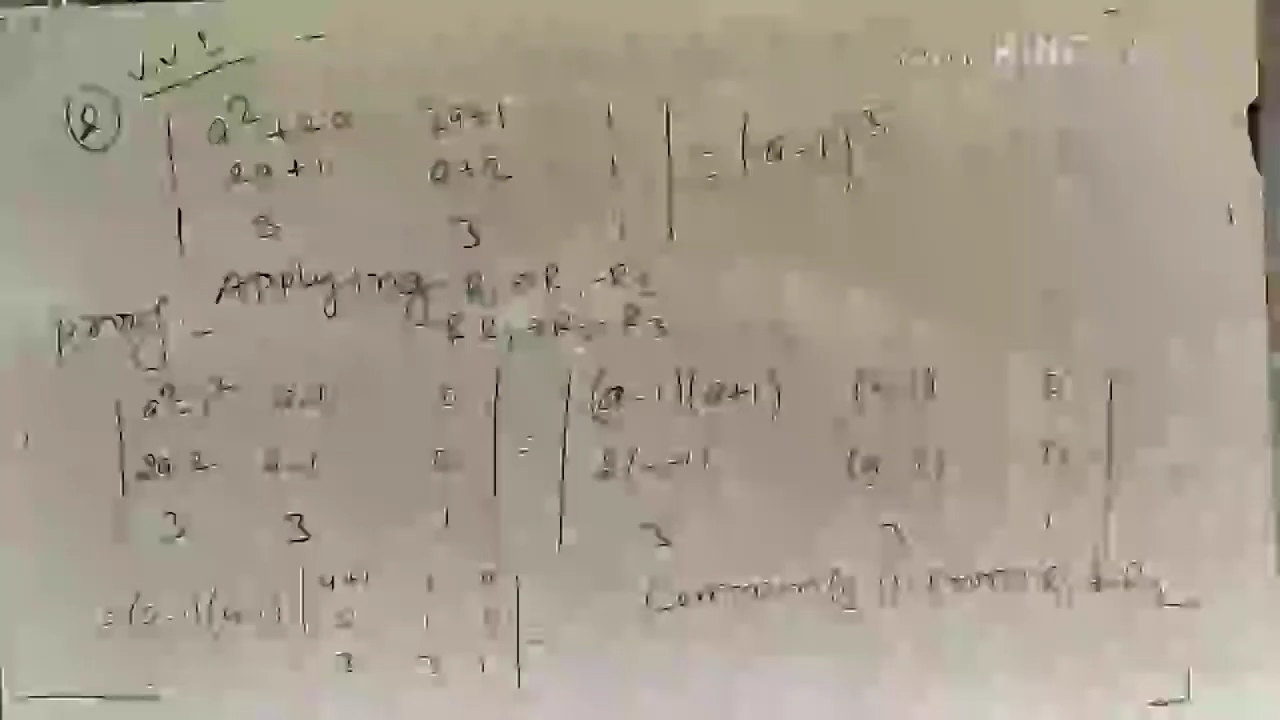 V.V.I
(2) | a²+2a 2a+1 1 | = (a-1)³
| 2a+1 a+2 1 |
| 3 3 1 |
Applying R₁→R₁-R₂
proof:-
R₂→R₂-R₃
| a²-1² a-1 0 | = | (a-1)(a+1) (a-1) 0 |
| 2a-2 a-1 0 | | 2(a-1) (a-1) 0 |
| 3 3 1 | | 3 3 1 |
=(a-1)(a-1) | a+1 1 0 | =
| 2 1 0 |
| 3 3 1 |